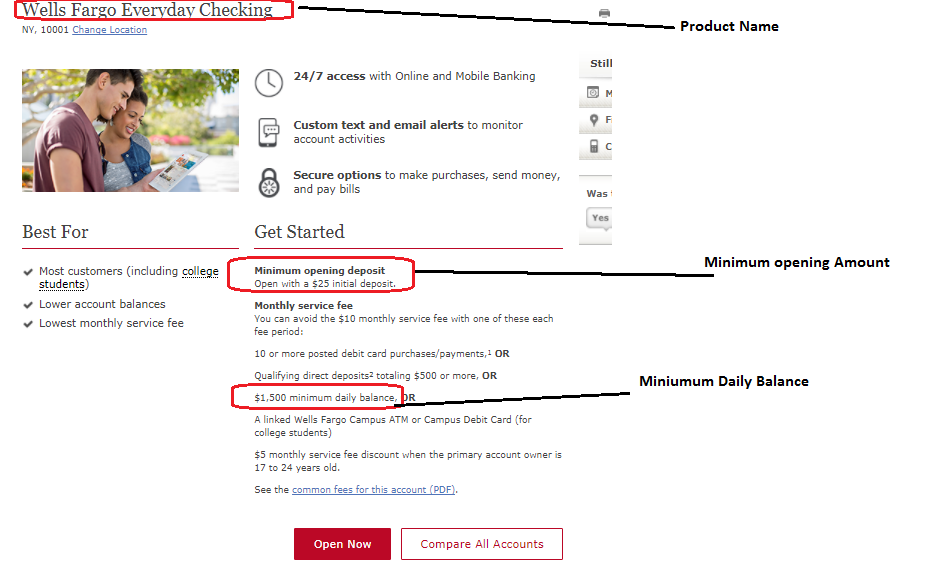 Wells Fargo Everyday Checking
Product Name
NY, 10001 Change Location
24/7 access with Online and Mobile Banking
Custom text and email alerts to monitor
account activities
Secure options to make purchases, send money,
and pay bills
Still
M
F
C
Was
Yes
Best For
Most customers (including college
students)
Lower account balances
Lowest monthly service fee
Get Started
Minimum opening deposit
Open with a $25 initial deposit.
Minimum opening Amount
Monthly service fee
You can avoid the $10 monthly service fee with one of these each
fee period:
10 or more posted debit card purchases/payments,¹ OR
Qualifying direct deposits² totaling $500 or more, OR
$1,500 minimum daily balance, OR
Miniumum Daily Balance
A linked Wells Fargo Campus ATM or Campus Debit Card (for
college students)
$5 monthly service fee discount when the primary account owner is
17 to 24 years old.
See the common fees for this account (PDF).
Open Now
Compare All Accounts